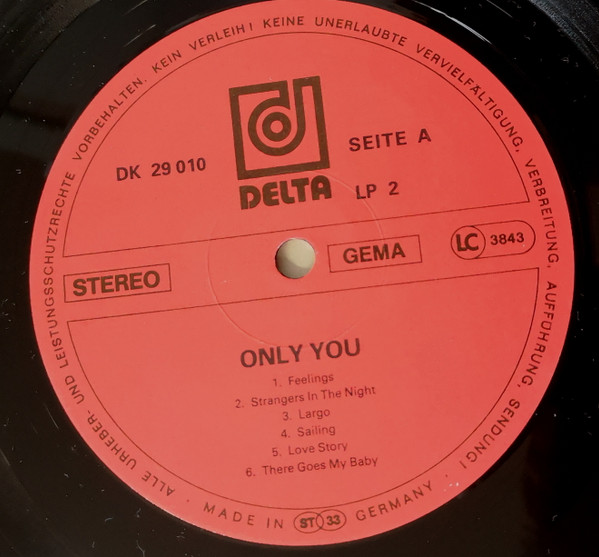 ALLE URHEBER- UND LEISTUNGSSCHUTZRECHTE VORBEHALTEN. KEIN VERLEIH! KEINE UNERLAUBTE VERVIELFÄLTIGUNG, VERBREITUNG, AUFFÜHRUNG, SENDUNG!
DK 29 010
DELTA
SEITE A
LP 2
STEREO
GEMA
LC 3843
ONLY YOU
1. Feelings
2. Strangers In The Night
3. Largo
4. Sailing
5. Love Story
6. There Goes My Baby
· MADE IN ST 33 GERMANY ·